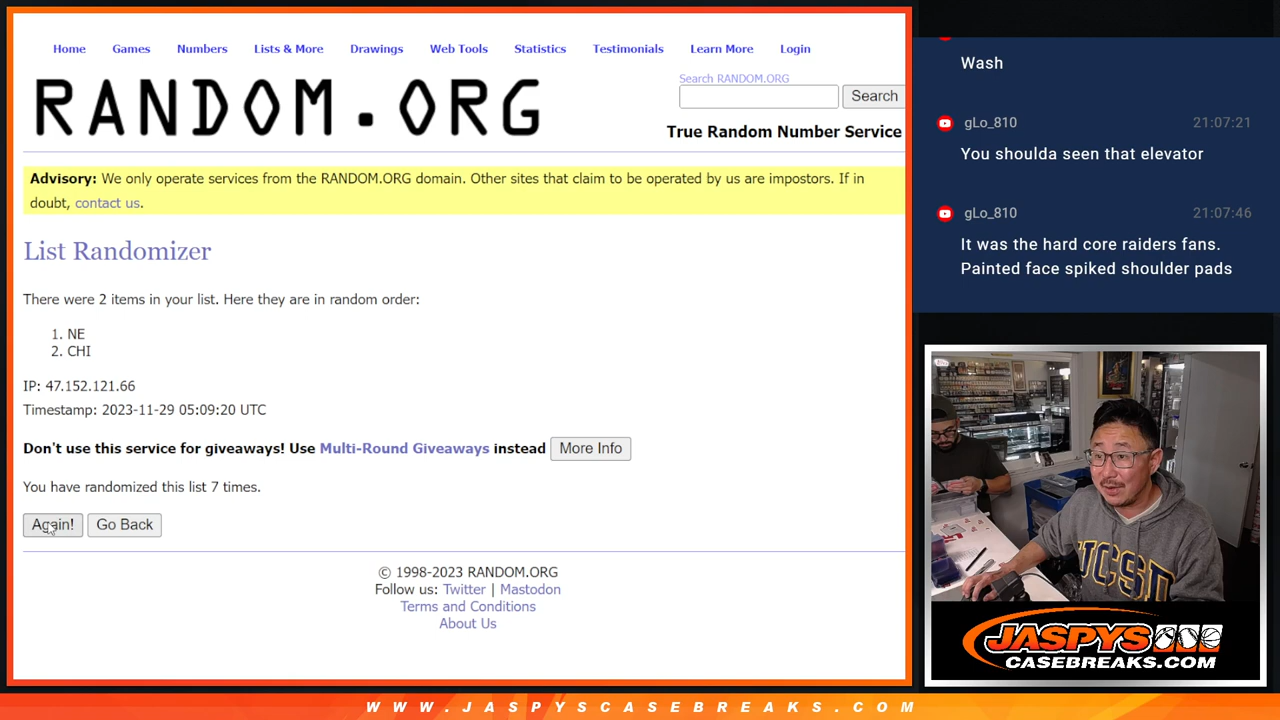 Home Games Numbers Lists & More Drawings Web Tools Statistics Testimonials Learn More Login
RANDOM.ORG
Search RANDOM.ORG
Search
True Random Number Service
Advisory: We only operate services from the RANDOM.ORG domain. Other sites that claim to be operated by us are impostors. If in
doubt, contact us.
List Randomizer
There were 2 items in your list. Here they are in random order:
1. NE
2. CHI
IP: 47.152.121.66
Timestamp: 2023-11-29 05:09:20 UTC
Don't use this service for giveaways! Use Multi-Round Giveaways instead More Info
You have randomized this list 7 times.
Again! Go Back
© 1998-2023 RANDOM.ORG
Follow us: Twitter | Mastodon
Terms and Conditions
About Us
Wash
gLo_810 21:07:21
You shoulda seen that elevator
gLo_810 21:07:46
It was the hard core raiders fans.
Painted face spiked shoulder pads
UCSD
JASPYS
CASEBREAKS.COM
WWW.JASPYSCASEBREAKS.COM